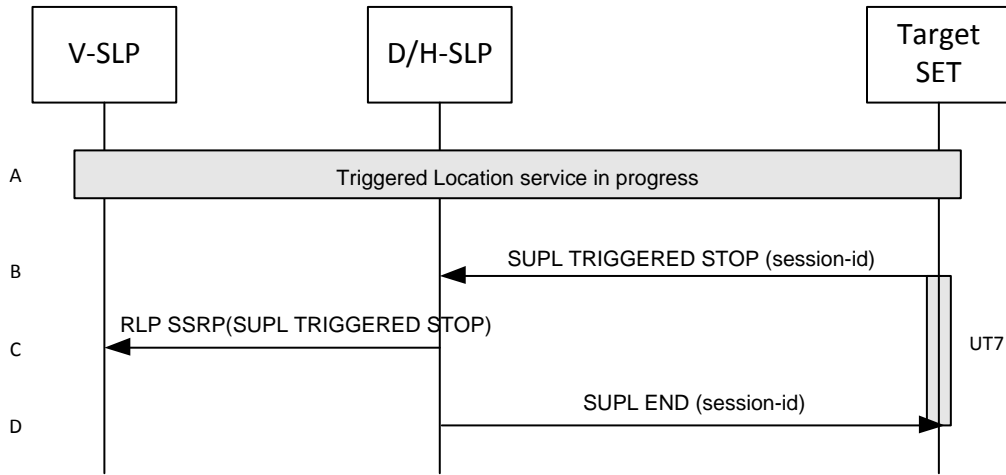 V-SLP
D/H-SLP
Target
SET
A
Triggered Location service in progress
B
SUPL TRIGGERED STOP (session-id)
RLP SSRP(SUPL TRIGGERED STOP)
C
UT7
SUPL END (session-id)
D